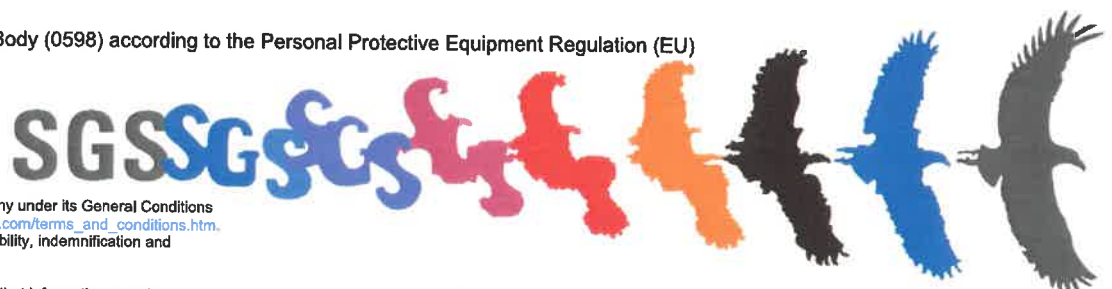 Body (0598) according to the Personal Protective Equipment Regulation (EU)
SGSSGSSGS
ny under its General Conditions
.com/terms_and_conditions.htm.
bility, indemnification and